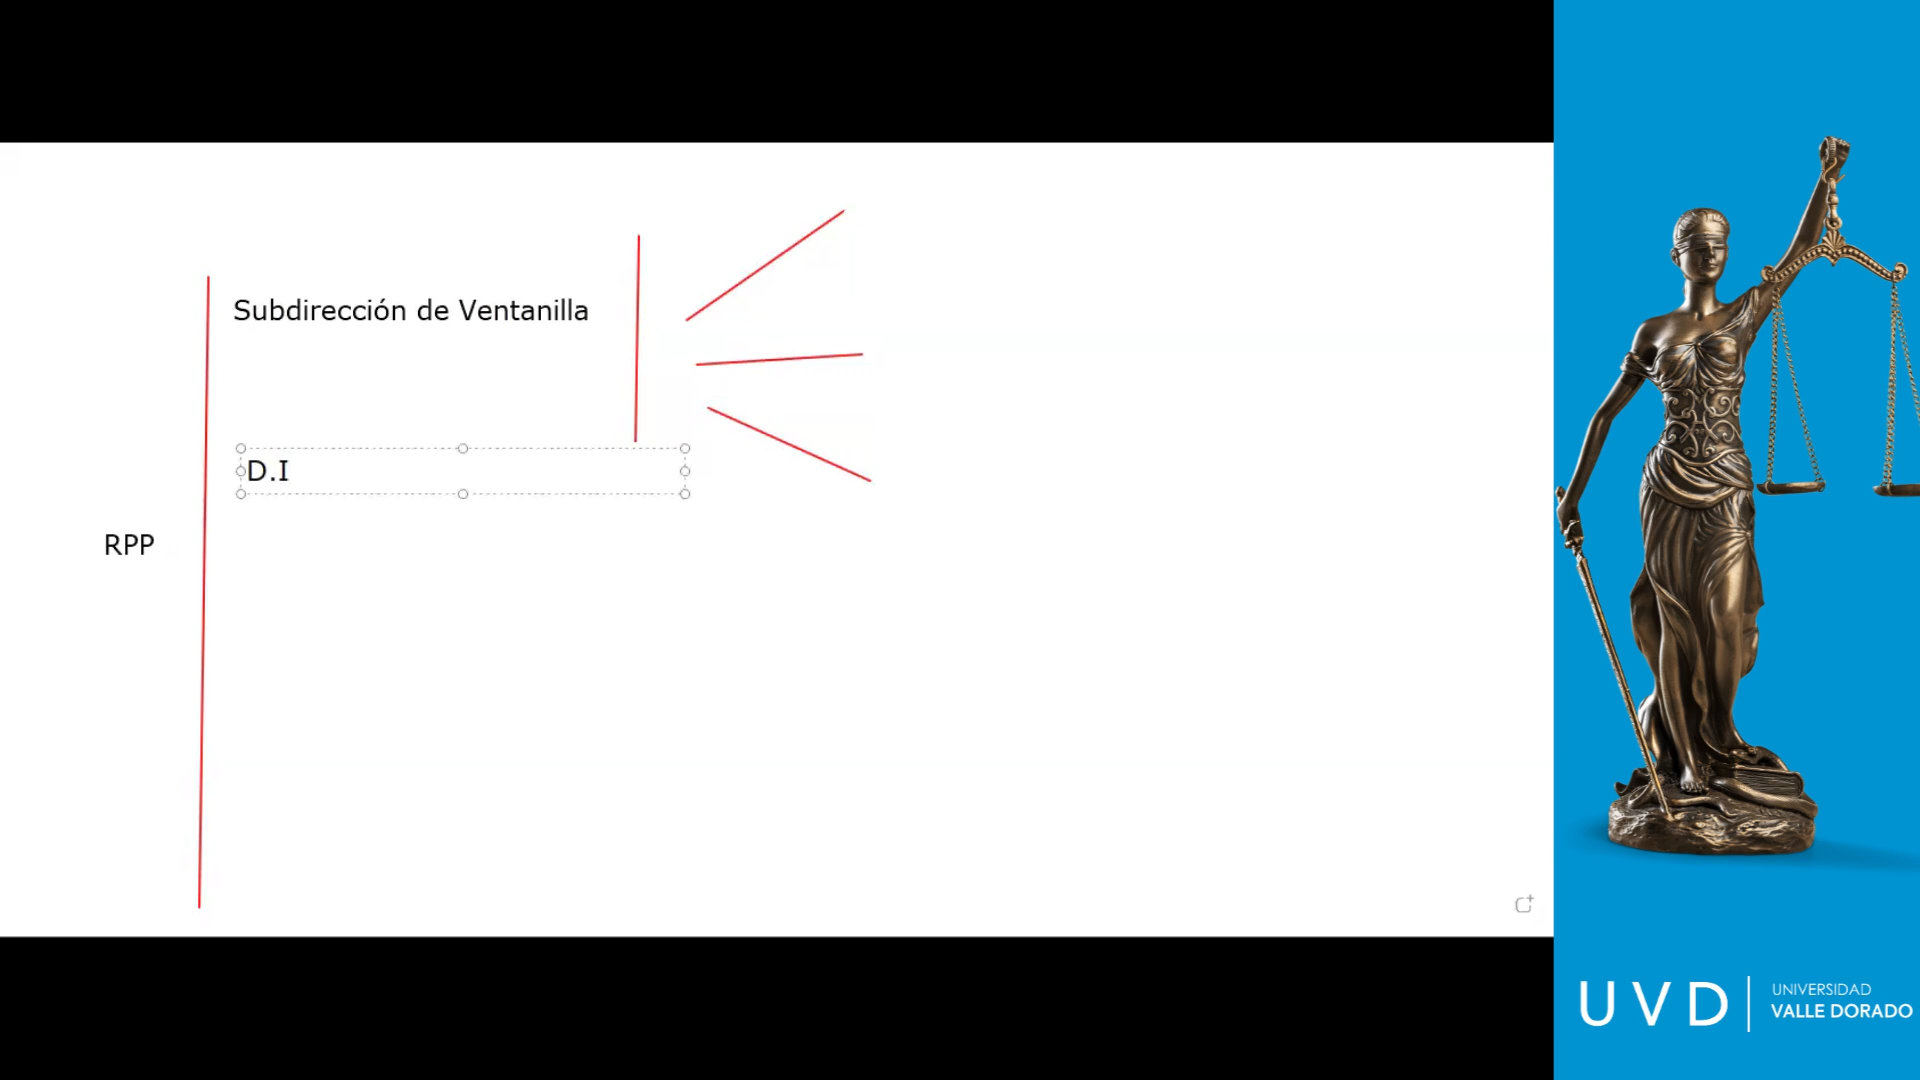 Subdirección de Ventanilla
D.I
RPP
UVD
UNIVERSIDAD
VALLE DORADO